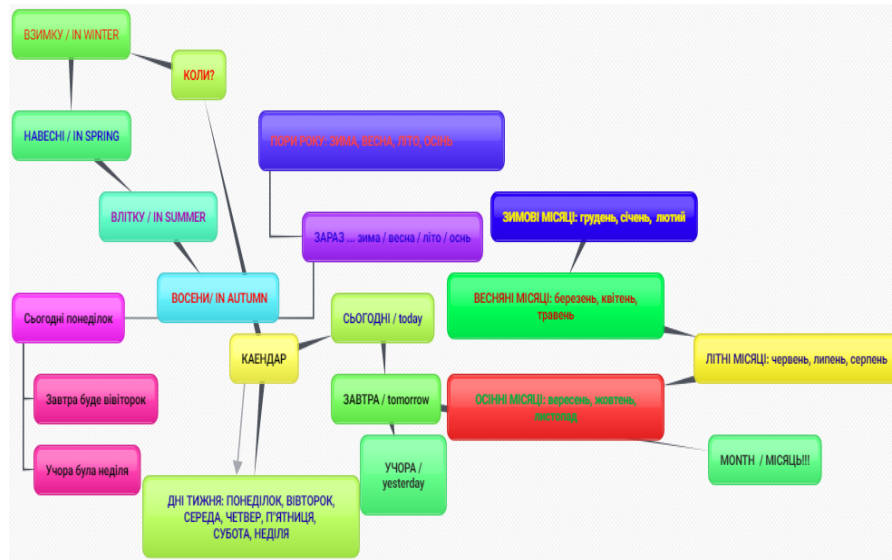 ВЗИМКУ / IN WINTER
КОЛИ?
НАВЕСНІ / IN SPRING
ПОРИ РОКУ: ЗИМА, ВЕСНА, ЛІТО, ОСІНЬ
ВЛІТКУ / IN SUMMER
ЗИМОВІ МІСЯЦІ: грудень, січень, лютий
ЗАРАЗ ... зима / весна / літо / оснь
ВОСЕНИ/ IN AUTUMN
ВЕСНЯНІ МІСЯЦІ: березень, квітень,
травень
Сьогодні понеділок
СЬОГОДНІ / today
КАЕНДАР
ЛІТНІ МІСЯЦІ: червень, липень, серпень
Завтра буде вівіторок
ЗАВТРА / tomorrow
ОСІННІ МІСЯЦІ: вересень, жовтень,
листопад
Учора була неділя
УЧОРА /
yesterday
MONTH / МІСЯЦЬ!!!
ДНІ ТИЖНЯ: ПОНЕДІЛОК, ВІВТОРОК,
СЕРЕДА, ЧЕТВЕР, П'ЯТНИЦЯ,
СУБОТА, НЕДІЛЯ